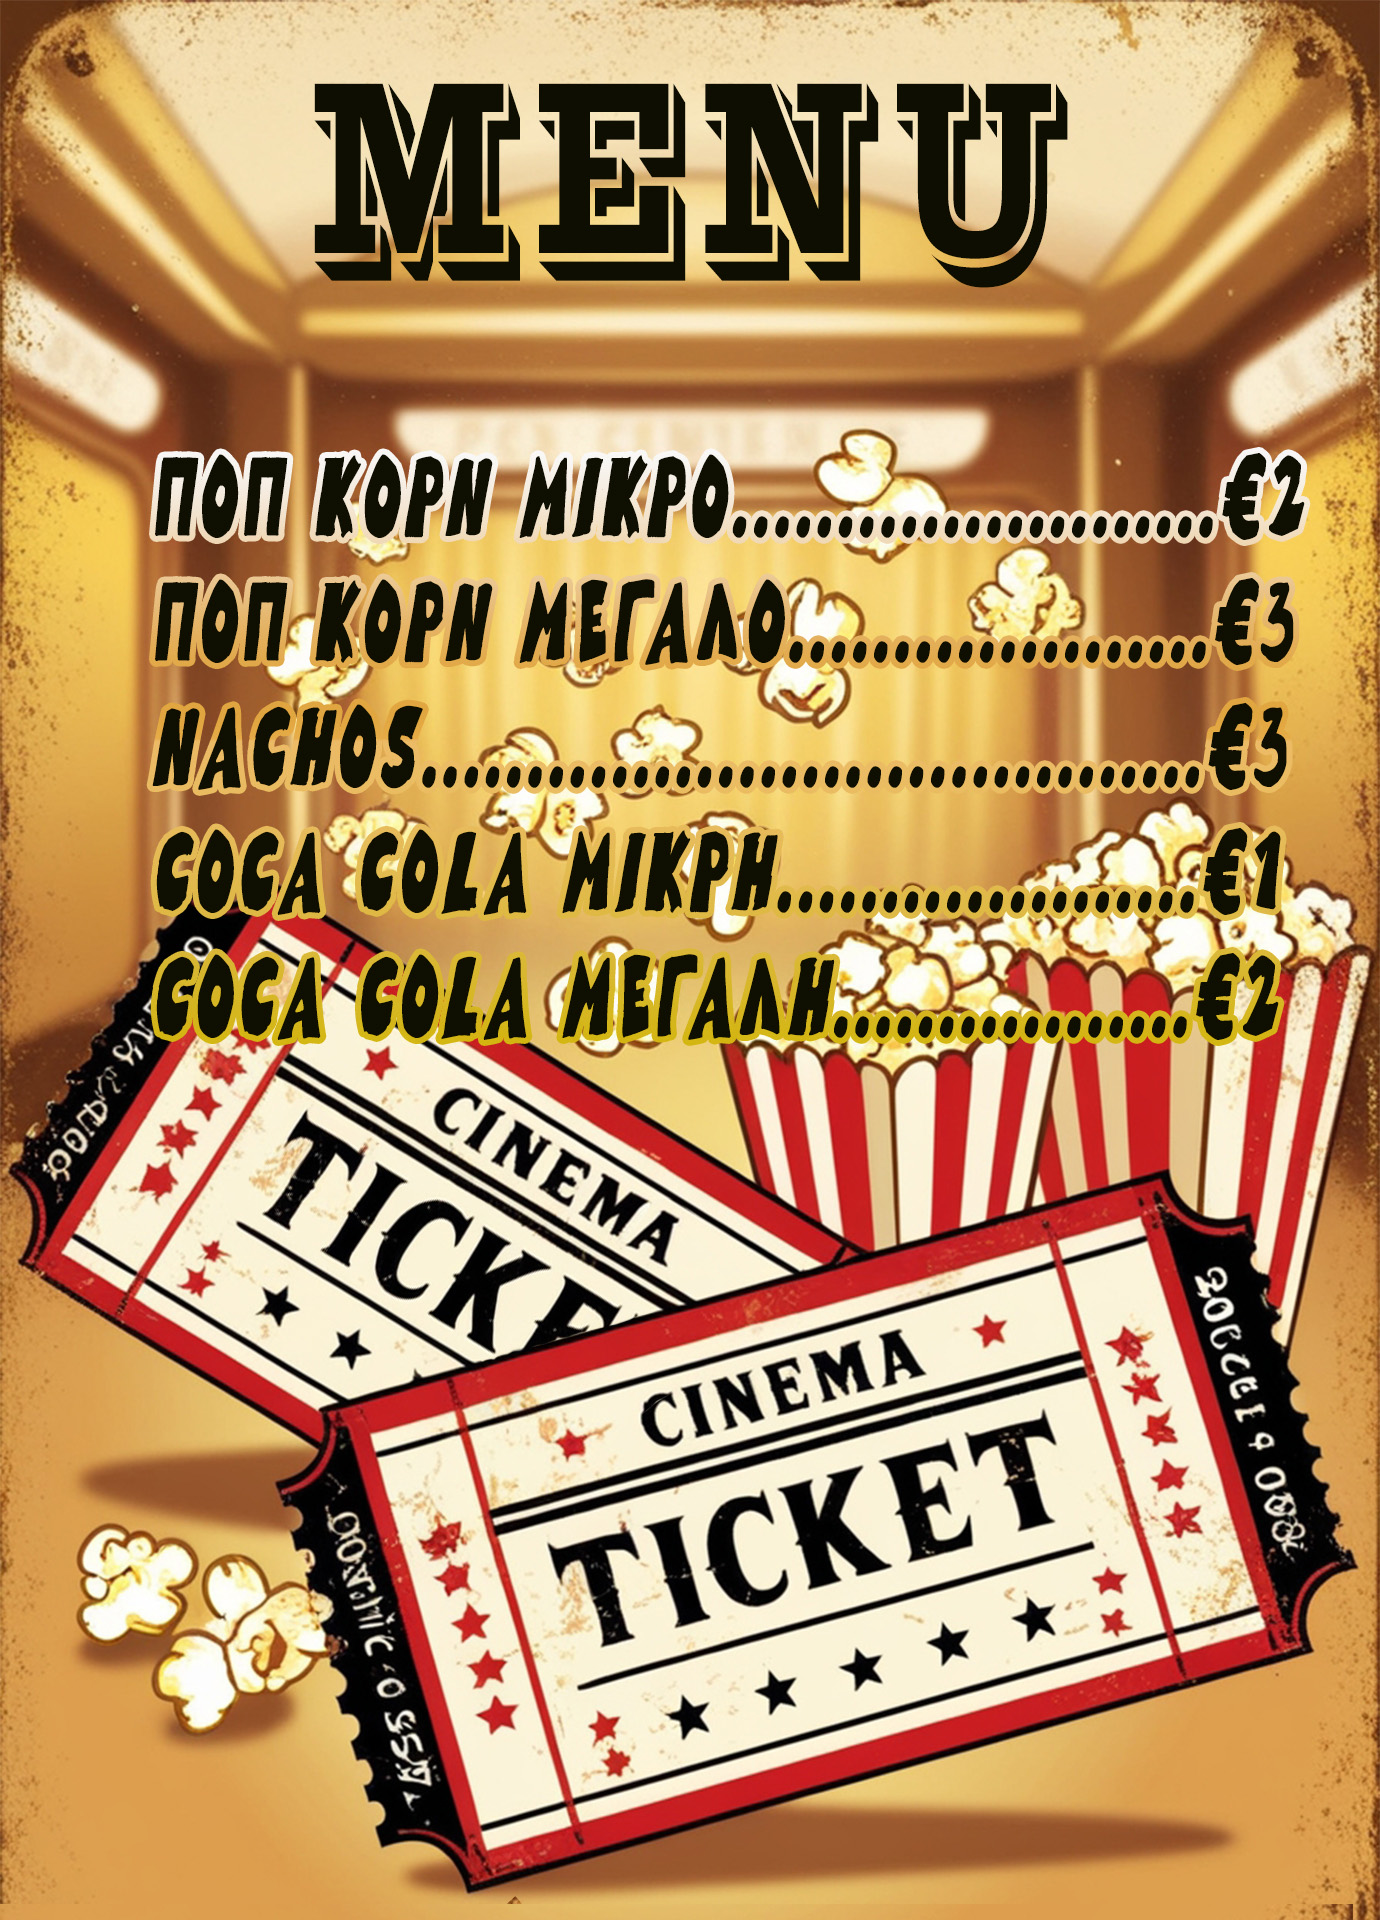 MENU
ΠΟΠ ΚΟΡΝ ΜΙΚΡΟ.......................€2
ΠΟΠ ΚΟΡΝ ΜΕΓΑΛΟ....................€3
NACHOS.....................................€3
COCA COLA ΜΙΚΡΗ....................€1
COCA COLA ΜΕΓΑΛΗ.................€2
CINEMA
TICKE
CINEMA
TICKET